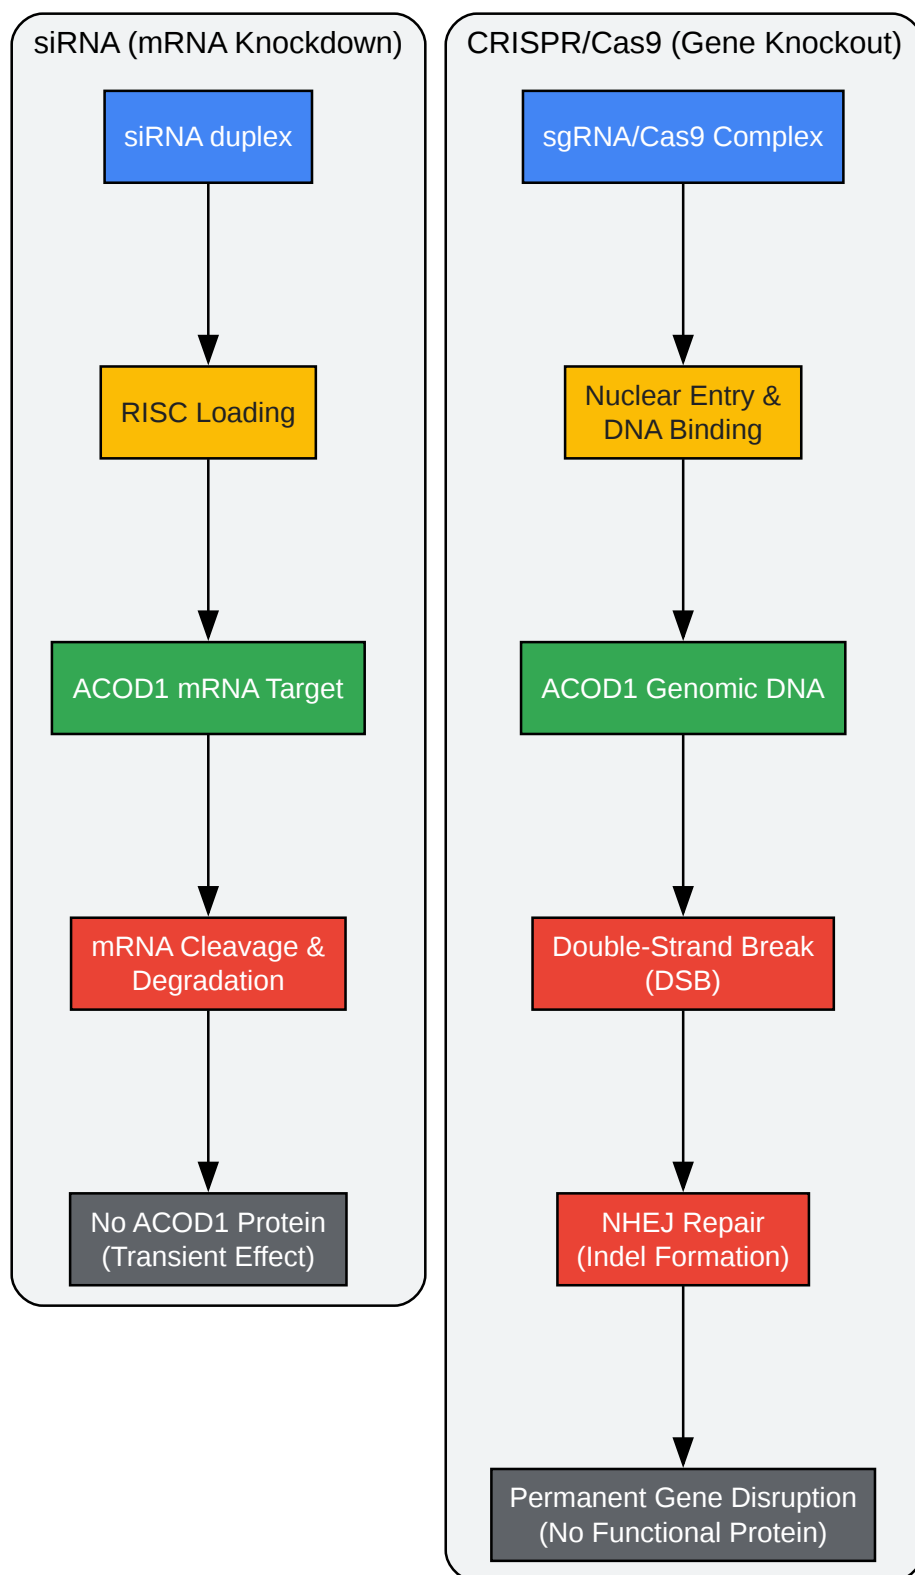 siRNA (mRNA Knockdown)
siRNA duplex
RISC Loading
ACOD1 mRNA Target
mRNA Cleavage &
Degradation
No ACOD1 Protein
(Transient Effect)
CRISPR/Cas9 (Gene Knockout)
sgRNA/Cas9 Complex
Nuclear Entry &
DNA Binding
ACOD1 Genomic DNA
Double-Strand Break
(DSB)
NHEJ Repair
(Indel Formation)
Permanent Gene Disruption
(No Functional Protein)